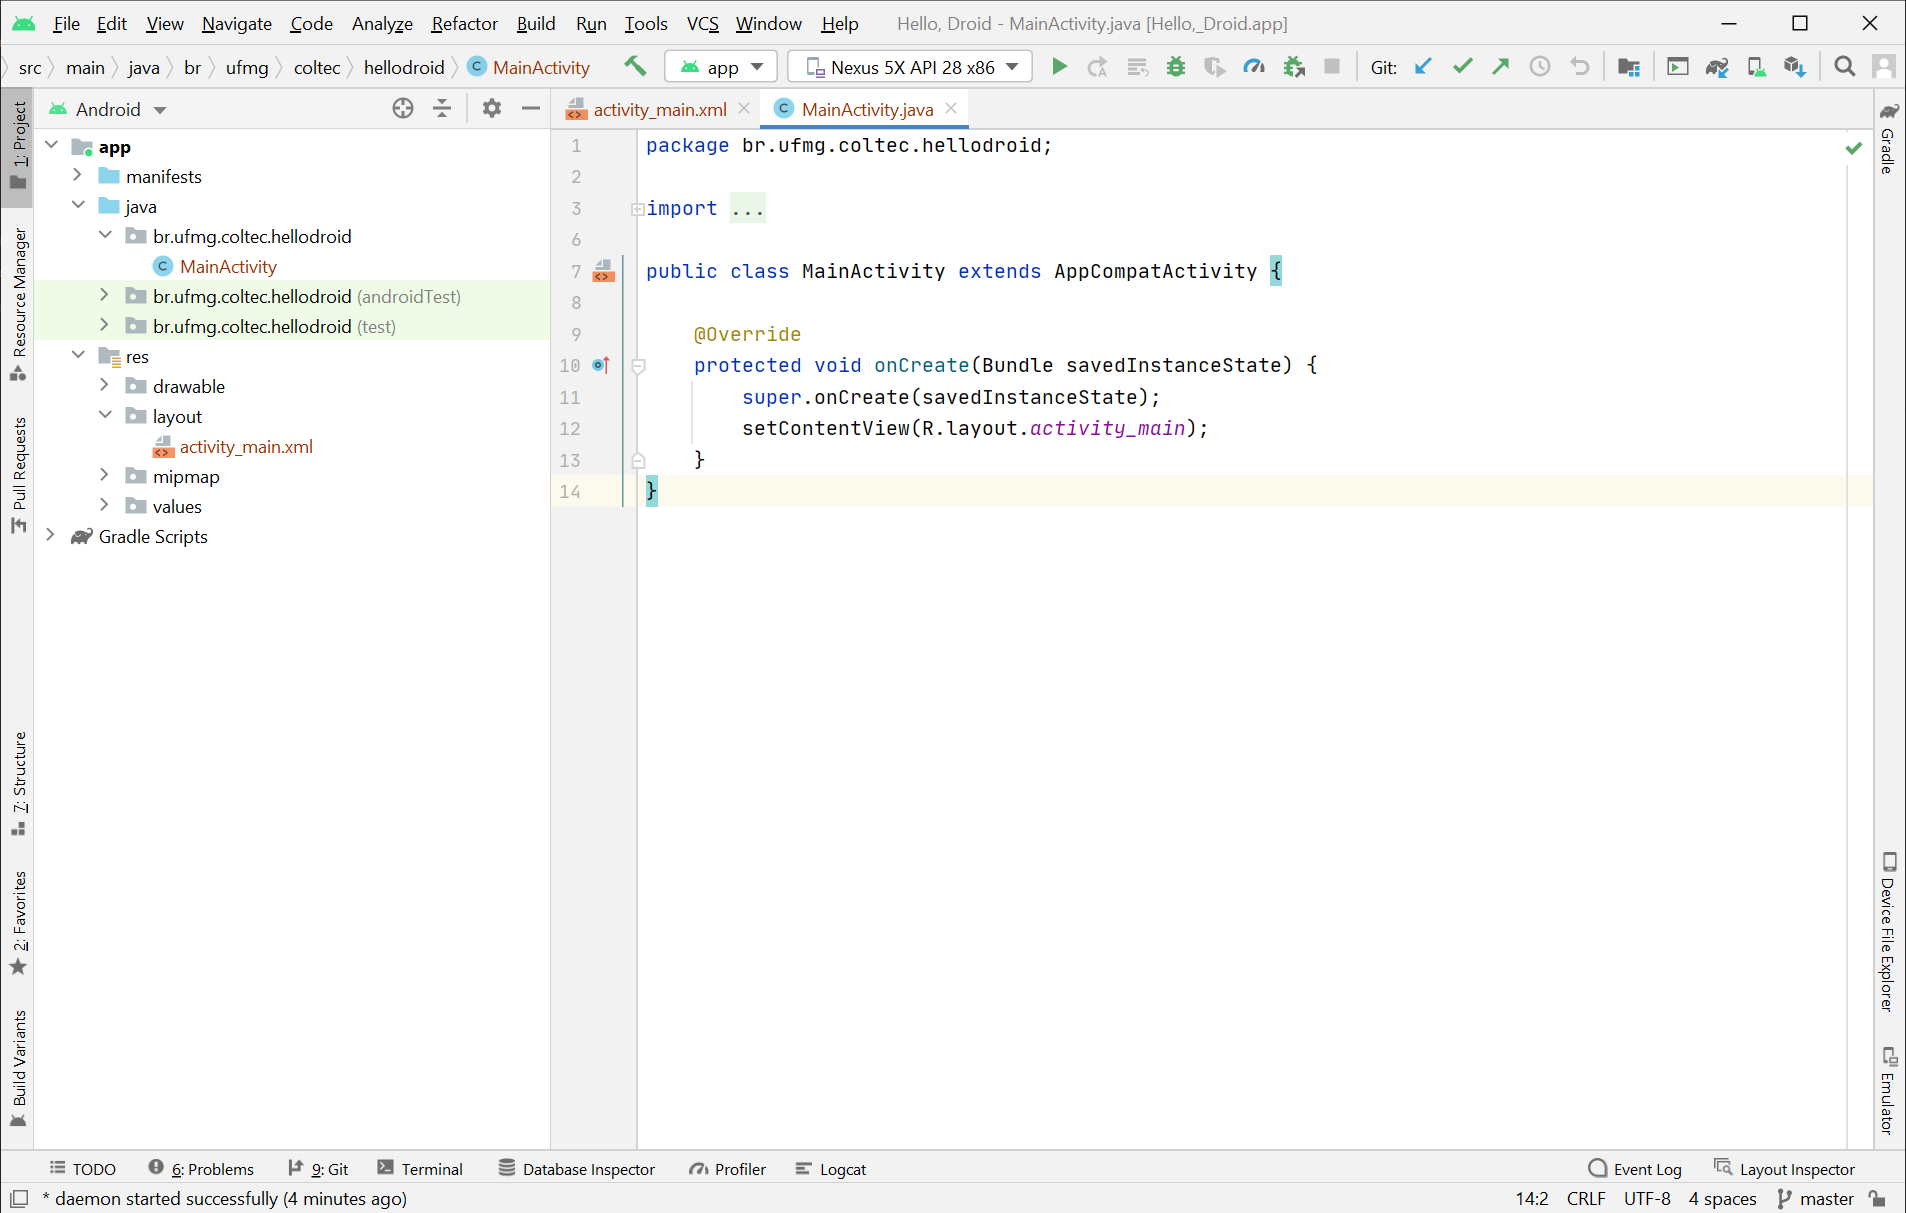 File Edit View Navigate Code Analyze Refactor Build Run Tools VCS Window Help Hello, Droid - MainActivity.java [Hello,_Droid.app]
src main java br ufmg coltec hellodroid MainActivity app Nexus 5X API 28 x86 Git:
1: Project
Resource Manager
Pull Requests
7: Structure
2: Favorites
Build Variants
Android
app
manifests
java
br.ufmg.coltec.hellodroid
MainActivity
br.ufmg.coltec.hellodroid (androidTest)
br.ufmg.coltec.hellodroid (test)
res
drawable
layout
activity_main.xml
mipmap
values
Gradle Scripts
activity_main.xml MainActivity.java
1 package br.ufmg.coltec.hellodroid;
2
3 import ...
6
7 public class MainActivity extends AppCompatActivity {
8
9 @Override
10 protected void onCreate(Bundle savedInstanceState) {
11 super.onCreate(savedInstanceState);
12 setContentView(R.layout.activity_main);
13 }
14 }
Gradle
Device File Explorer
Emulator
TODO 6: Problems 9: Git Terminal Database Inspector Profiler Logcat Event Log Layout Inspector
* daemon started successfully (4 minutes ago) 14:2 CRLF UTF-8 4 spaces master